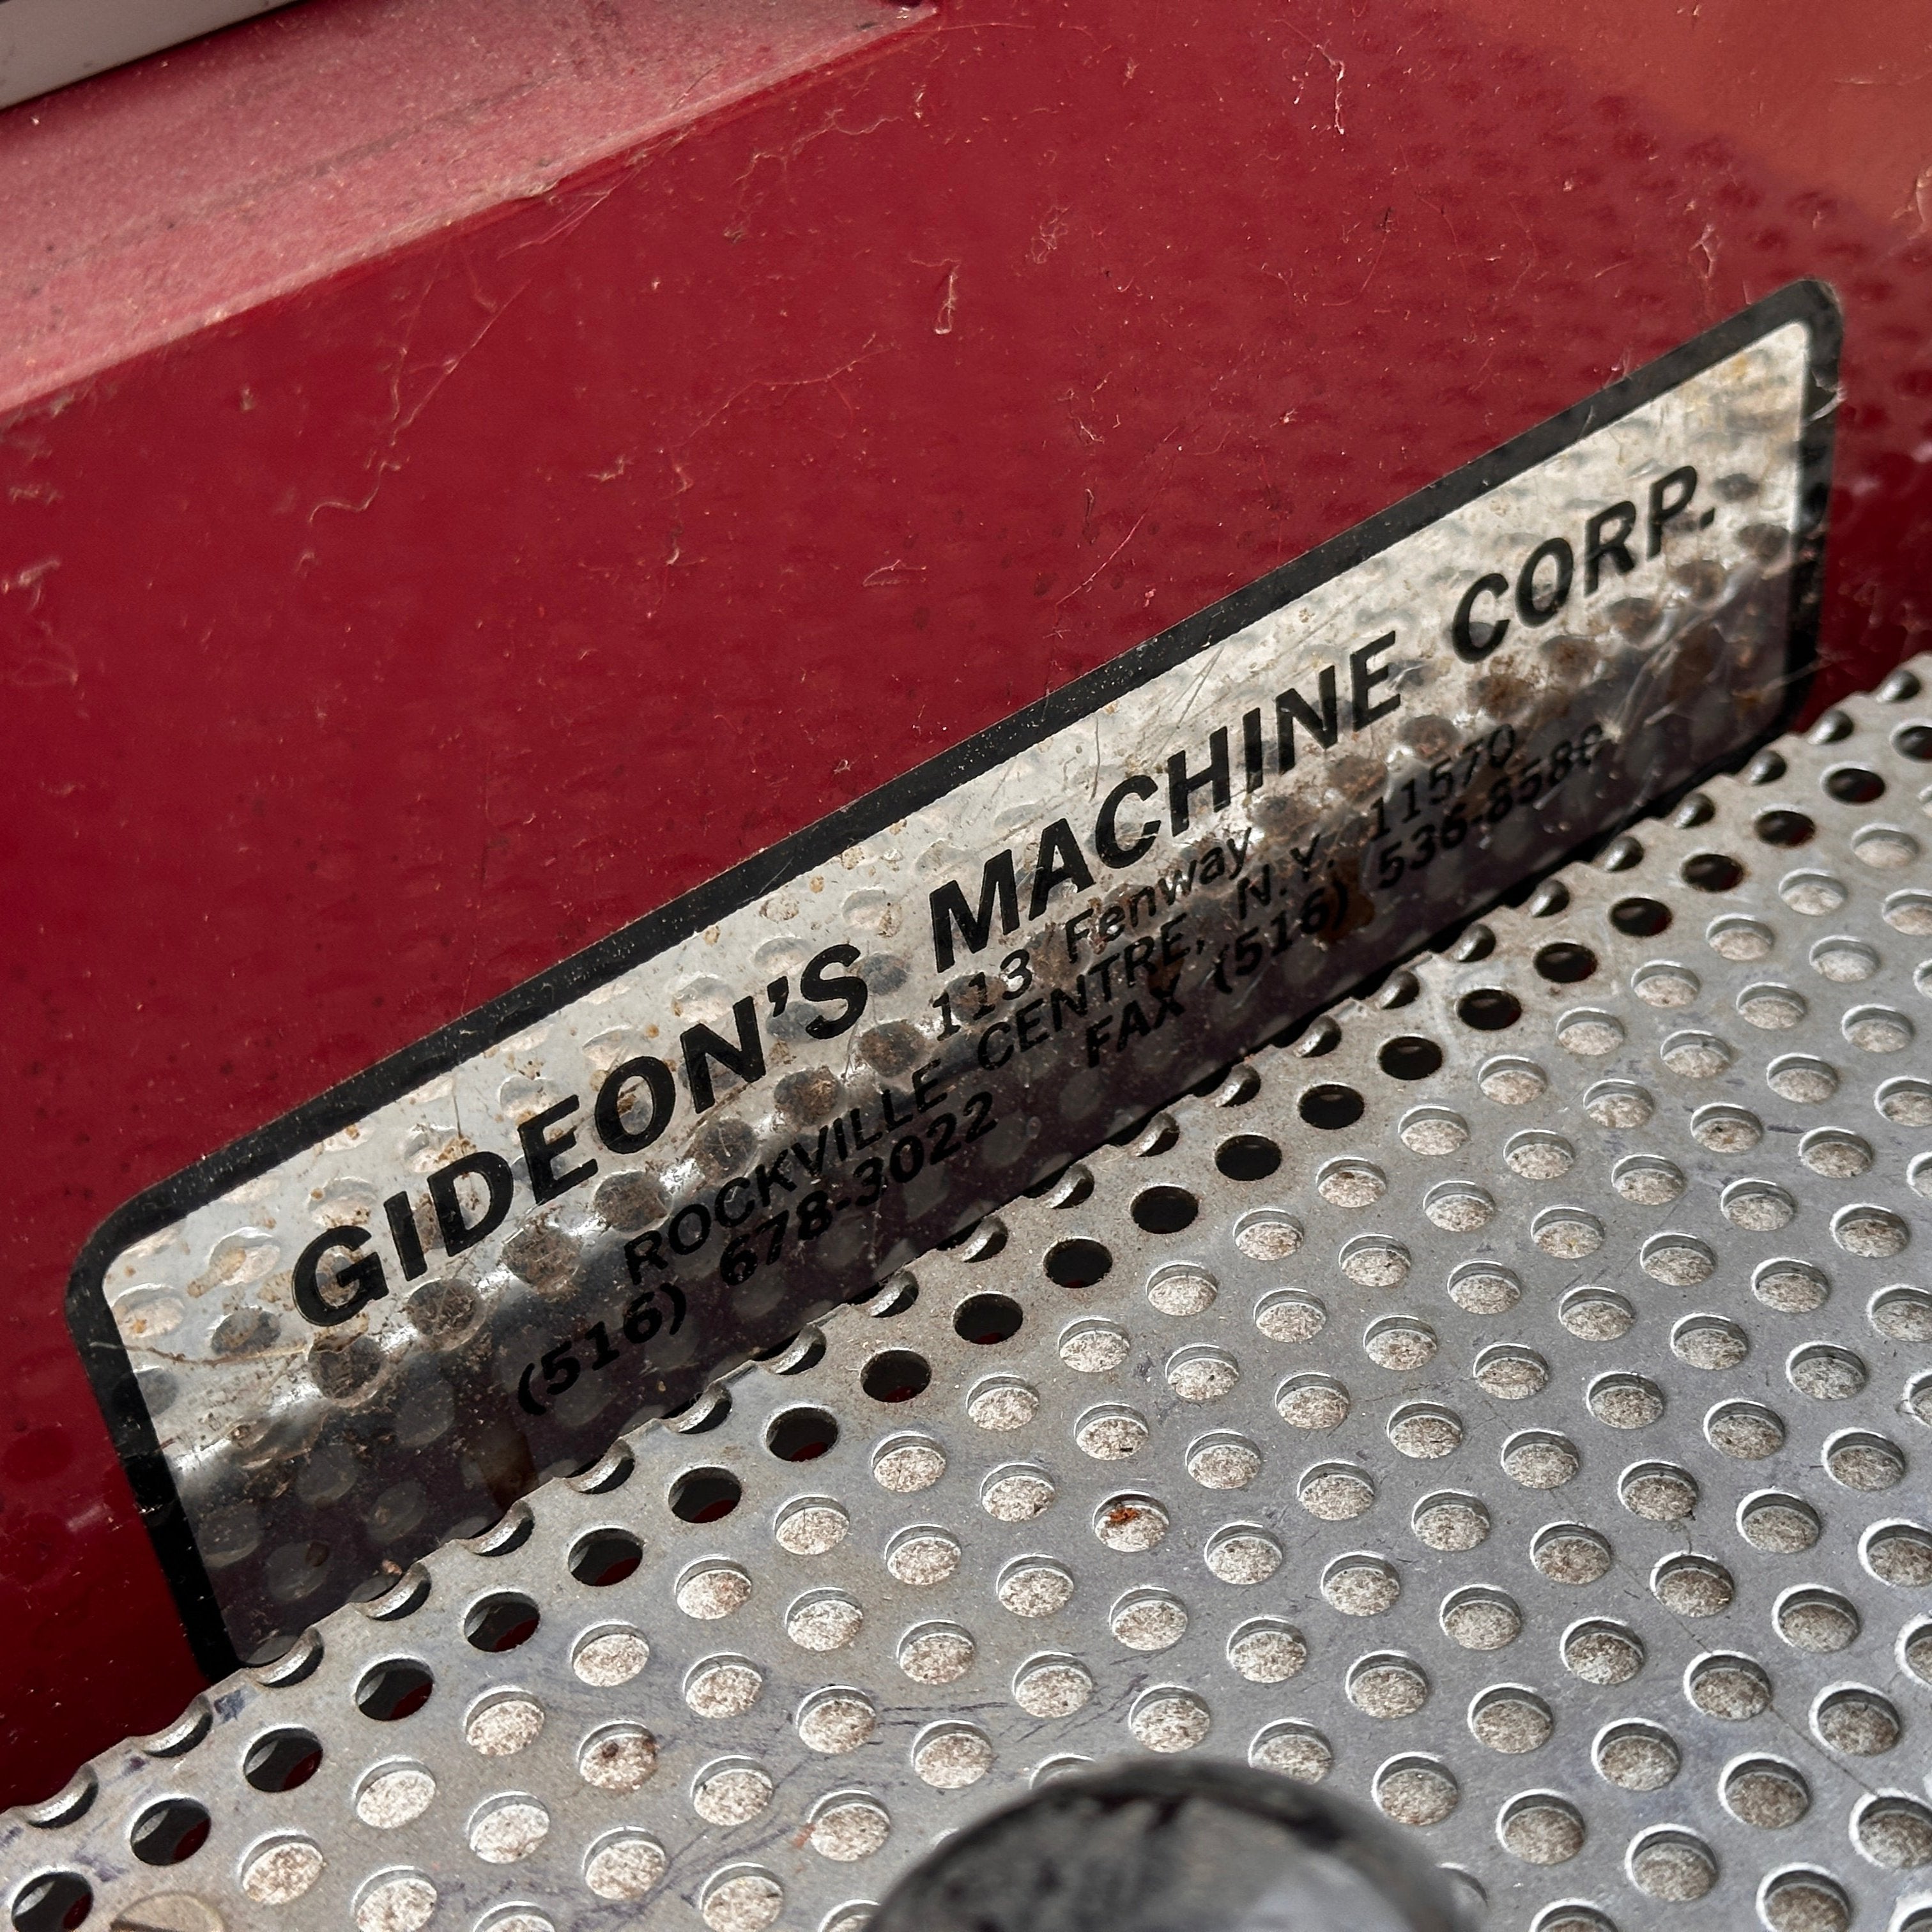 GIDEON'S MACHINE CORP.
113 Fenway
ROCKVILLE CENTRE, N.Y. 11570
(516) 678-3022 FAX (516) 536-8586